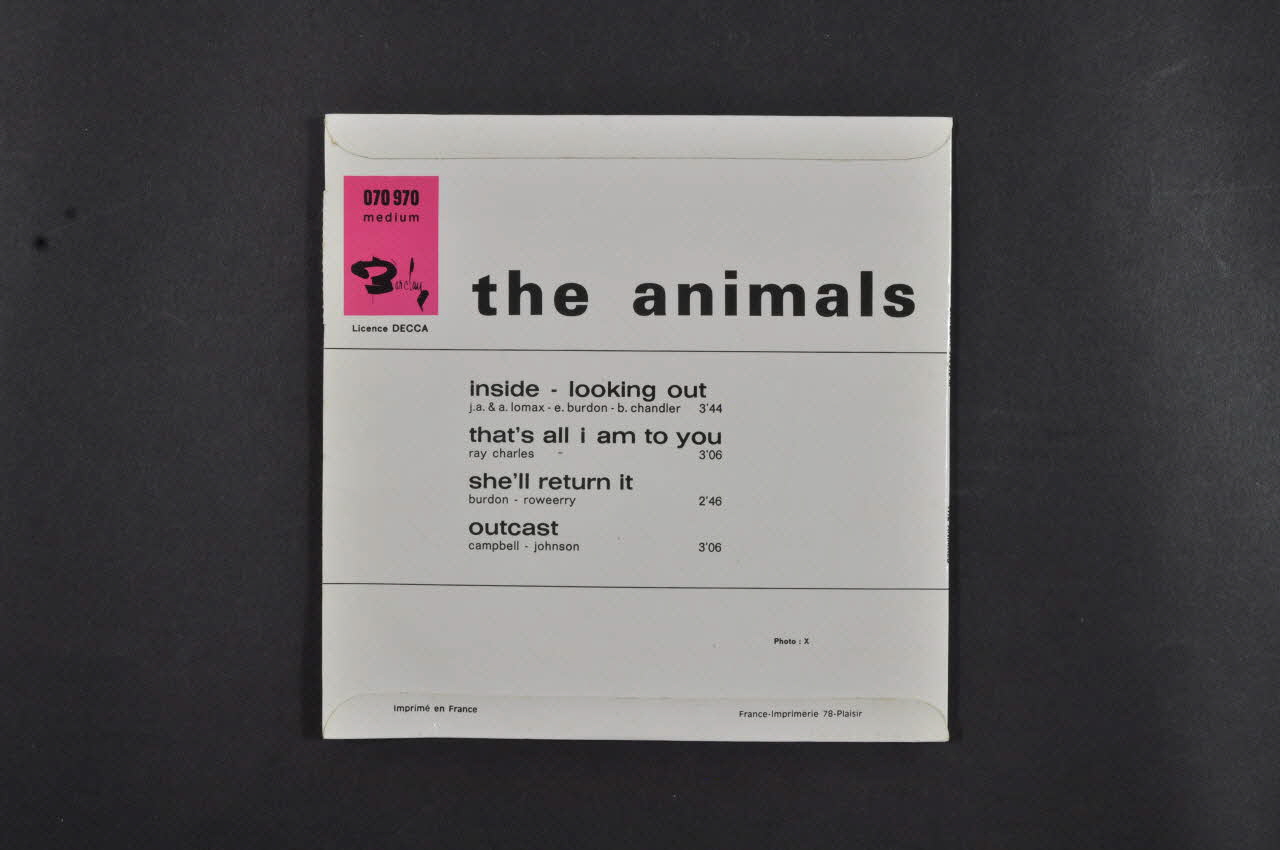 070 970
medium
Barclay
Licence DECCA
the animals
inside - looking out
j.a. & a. lomax - e. burdon - b. chandler 3'44
that's all i am to you
ray charles - 3'06
she'll return it
burdon - roweerry 2'46
outcast
campbell - johnson 3'06
Photo : X
Imprimé en France
France-Imprimerie 78-Plaisir